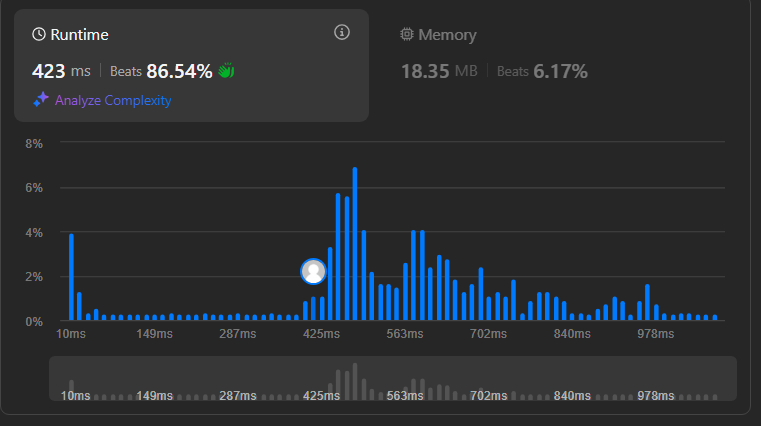 Runtime
Memory
423 ms | Beats 86.54%
18.35 MB | Beats 6.17%
Analyze Complexity
8%
6%
4%
2%
0%
10ms 149ms 287ms 425ms 563ms 702ms 840ms 978ms
10ms 149ms 287ms 425ms 563ms 702ms 840ms 978ms